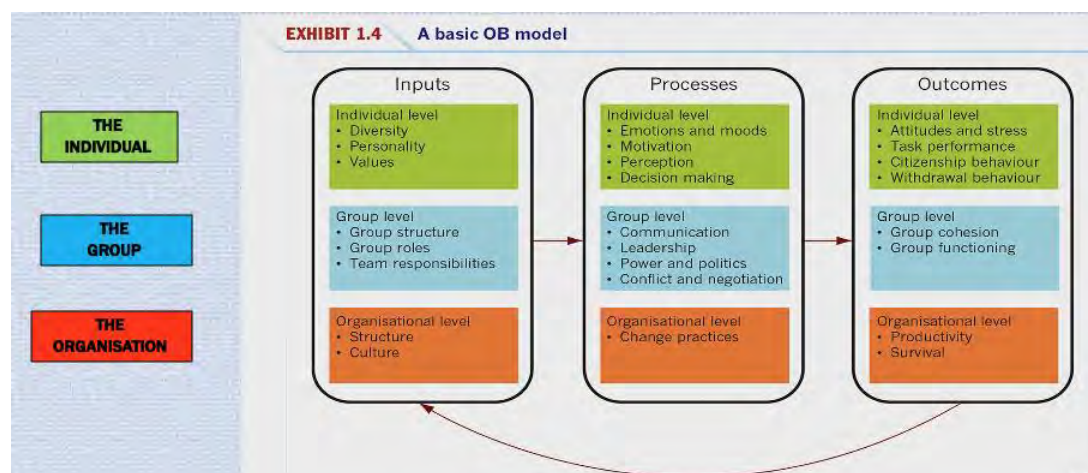 EXHIBIT 1.4 A basic OB model
THE
INDIVIDUAL
THE
GROUP
THE
ORGANISATION
Inputs
Individual level
• Diversity
• Personality
• Values
Group level
• Group structure
• Group roles
• Team responsibilities
Organisational level
• Structure
• Culture
Processes
Individual level
• Emotions and moods
• Motivation
• Perception
• Decision making
Group level
• Communication
• Leadership
• Power and politics
• Conflict and negotiation
Organisational level
• Change practices
Outcomes
Individual level
• Attitudes and stress
• Task performance
• Citizenship behaviour
• Withdrawal behaviour
Group level
• Group cohesion
• Group functioning
Organisational level
• Productivity
• Survival